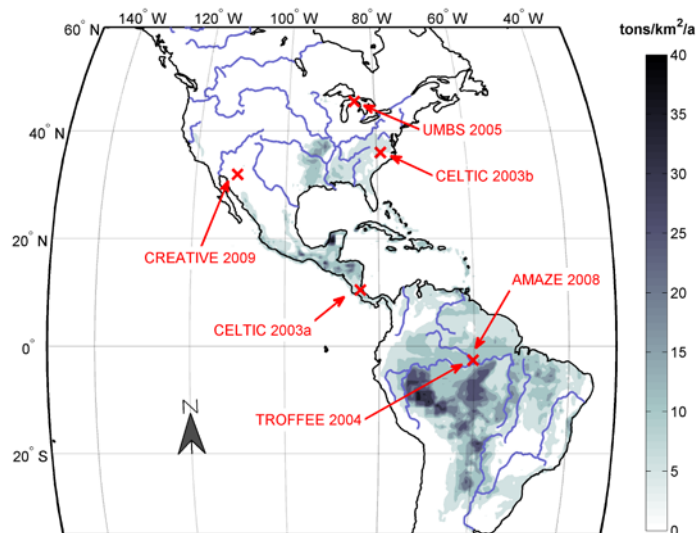 140° W 120° W 100° W 80° W 60° W 40° W
60° N
tons/km²/a
40
35
UMBS 2005
40° N
30
CELTIC 2003b
25
CREATIVE 2009
20° N
AMAZE 2008
20
CELTIC 2003a
15
0°
10
N
TROFFEE 2004
20° S
5
0